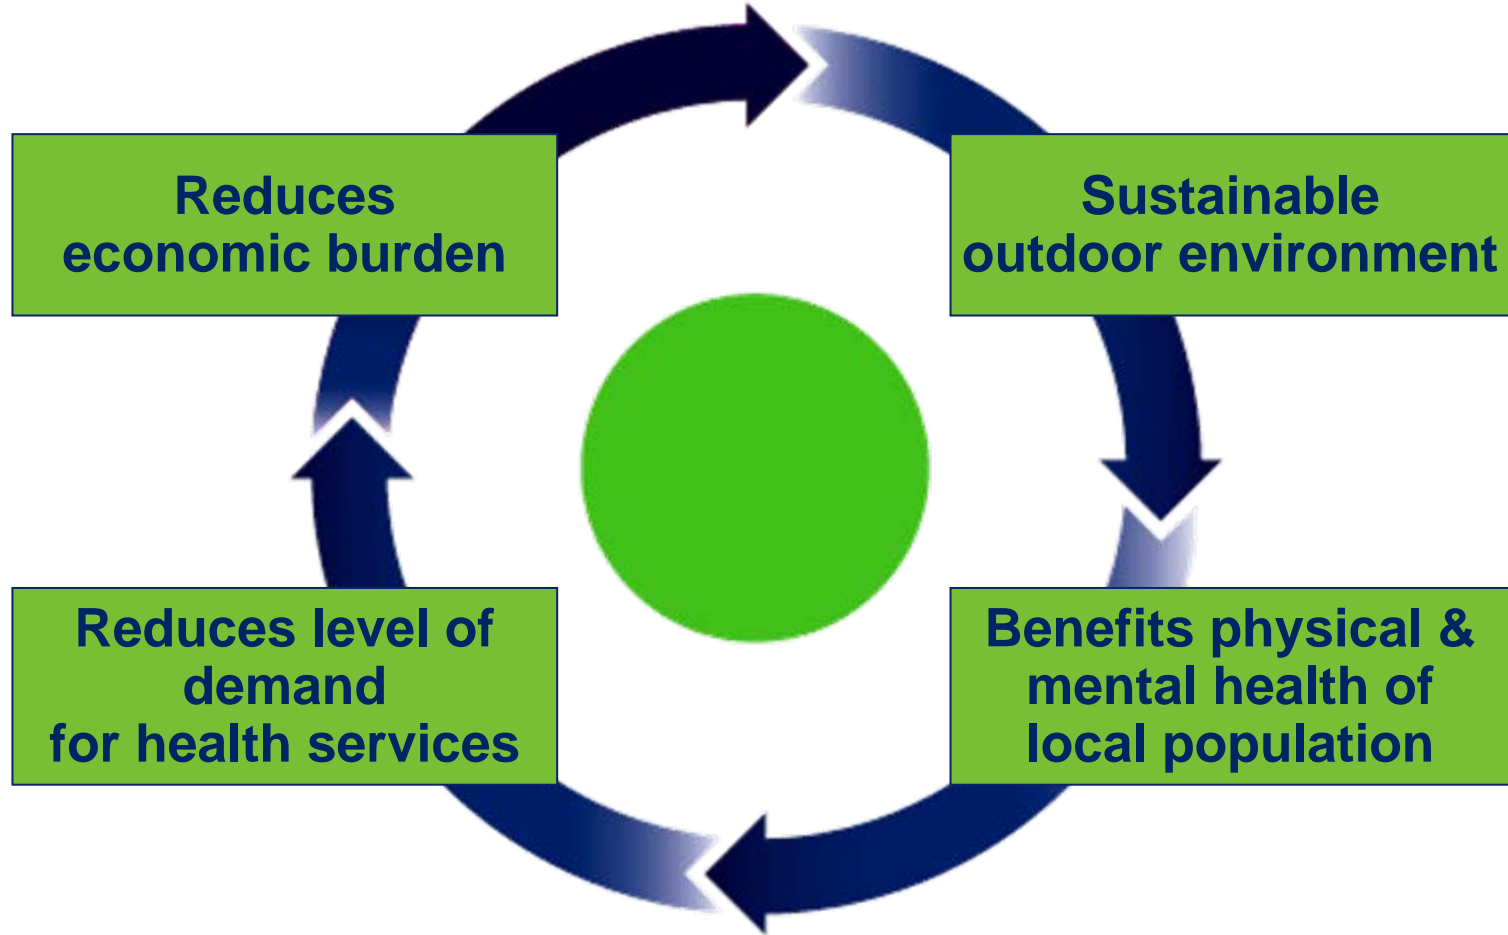 Reduces
economic burden
Sustainable
outdoor environment
Reduces level of
demand
for health services
Benefits physical &
mental health of
local population